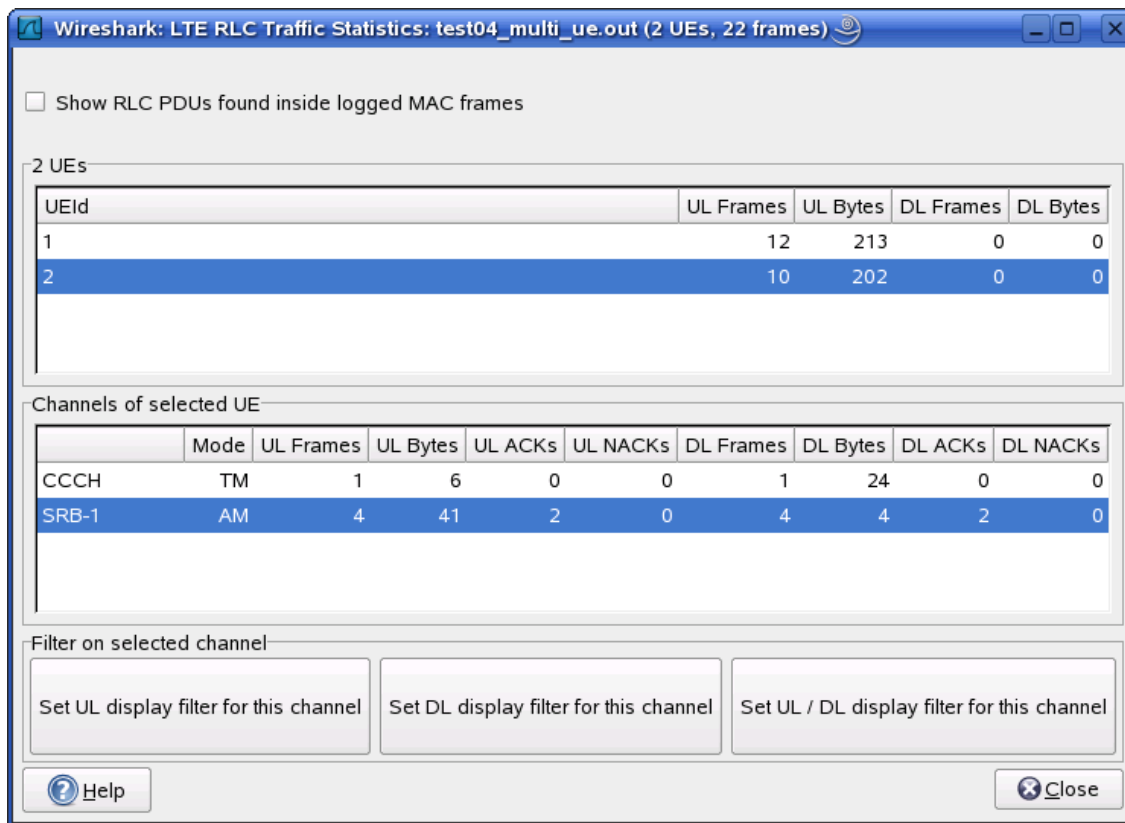 Wireshark: LTE RLC Traffic Statistics: test04_multi_ue.out (2 UEs, 22 frames)
Show RLC PDUs found inside logged MAC frames
2 UEs
UEId UL Frames UL Bytes DL Frames DL Bytes
1 12 213 0 0
2 10 202 0 0
Channels of selected UE
Mode UL Frames UL Bytes UL ACKs UL NACKs DL Frames DL Bytes DL ACKs DL NACKs
CCCH TM 1 6 0 0 1 24 0 0
SRB-1 AM 4 41 2 0 4 4 2 0
Filter on selected channel
Set UL display filter for this channel Set DL display filter for this channel Set UL / DL display filter for this channel
Help Close